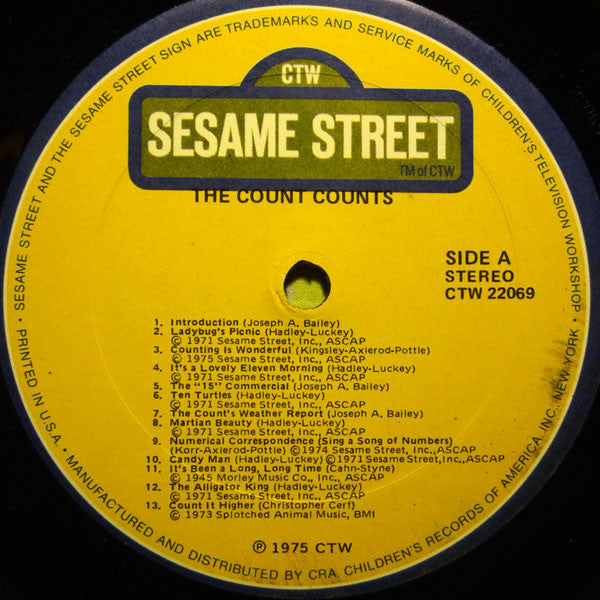 SESAME STREET AND THE SESAME STREET SIGN ARE TRADEMARKS AND SERVICE MARKS OF CHILDREN'S TELEVISION WORKSHOP •
CTW
SESAME STREET
TM of CTW
THE COUNT COUNTS
SIDE A
STEREO
CTW 22069
1. Introduction (Joseph A. Bailey)
2. Ladybug's Picnic (Hadley-Luckey)
© 1971 Sesame Street, Inc., ASCAP
3. Counting Is Wonderful (Kingsley-Axlerod-Pottle)
© 1975 Sesame Street, Inc., ASCAP
4. It's a Lovely Eleven Morning (Hadley-Luckey)
© 1971 Sesame Street, Inc., ASCAP
5. The "15" Commercial (Joseph A. Bailey)
6. Ten Turtles (Hadley-Luckey)
© 1971 Sesame Street, Inc., ASCAP
7. The Count's Weather Report (Joseph A. Bailey)
8. Martian Beauty (Hadley-Luckey)
© 1971 Sesame Street, Inc., ASCAP
9. Numerical Correspondence (Sing a Song of Numbers)
(Korr-Axlerod-Pottle) ©1974 Sesame Street, Inc., ASCAP
10. Candy Man (Hadley-Luckey) ©1971 Sesame Street,Inc.,ASCAP
11. It's Been a Long, Long Time (Cahn-Styne)
© 1945 Morley Music Co., Inc., ASCAP
12. The Alligator King (Hadley-Luckey)
© 1971 Sesame Street, Inc., ASCAP
13. Count It Higher (Christopher Cerf)
© 1973 Splotched Animal Music, BMI
℗ 1975 CTW
PRINTED IN U.S.A. • MANUFACTURED AND DISTRIBUTED BY CRA, CHILDREN'S RECORDS OF AMERICA, INC. NEW YORK •